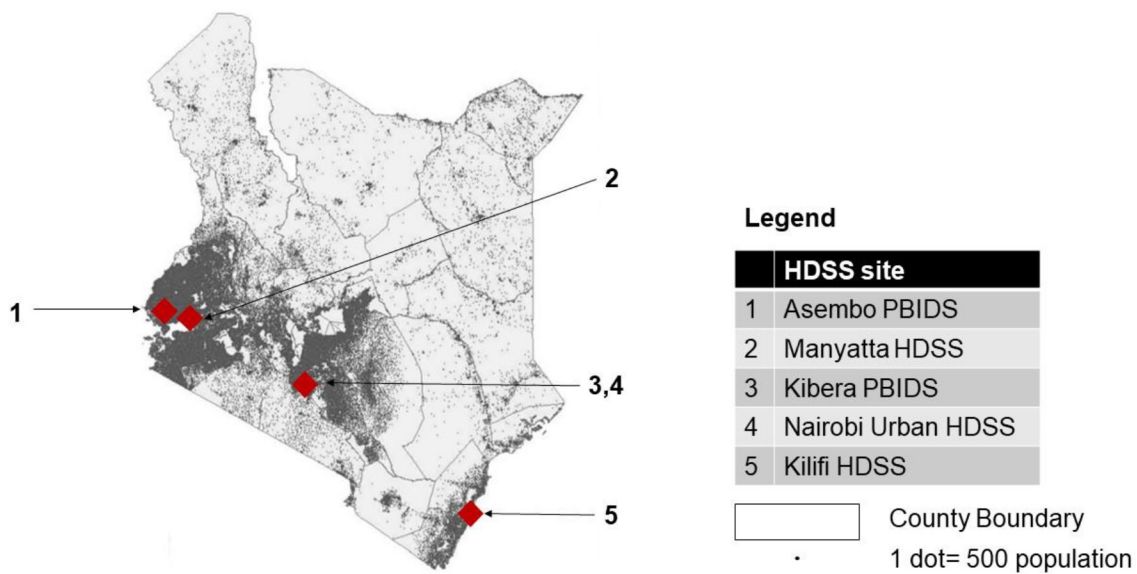 2
1
3,4
5
Legend
HDSS site
1 Asembo PBIDS
2 Manyatta HDSS
3 Kibera PBIDS
4 Nairobi Urban HDSS
5 Kilifi HDSS
County Boundary
1 dot= 500 population